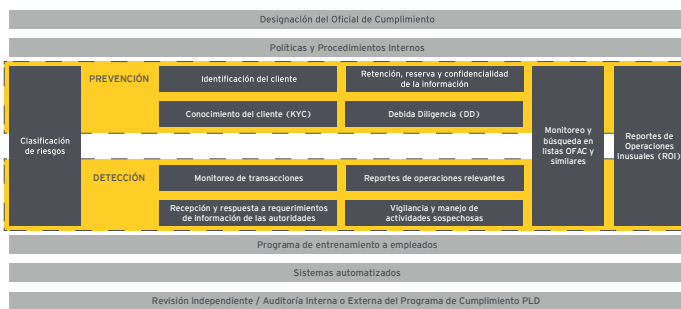 Designación del Oficial de Cumplimiento
Políticas y Procedimientos Internos
Clasificación
de riesgos
PREVENCIÓN
Identificación del cliente
Retención, reserva y confidencialidad
de la información
Conocimiento del cliente (KYC)
Debida Diligencia (DD)
DETECCIÓN
Monitoreo de transacciones
Reportes de operaciones relevantes
Recepción y respuesta a requerimientos
de información de las autoridades
Vigilancia y manejo de
actividades sospechosas
Monitoreo y
búsqueda en
listas OFAC y
similares
Reportes de
Operaciones
Inusuales (ROI)
Programa de entrenamiento a empleados
Sistemas automatizados
Revisión independiente / Auditoría Interna o Externa del Programa de Cumplimiento PLD